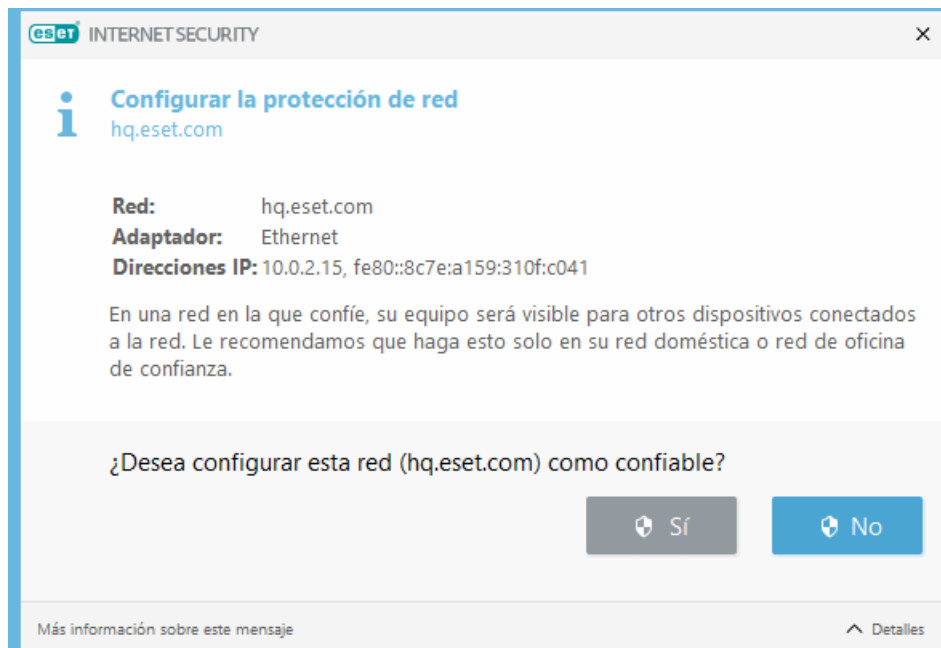 eset INTERNET SECURITY
Configurar la protección de red
hq.eset.com
Red: hq.eset.com
Adaptador: Ethernet
Direcciones IP: 10.0.2.15, fe80::8c7e:a159:310f:c041
En una red en la que confíe, su equipo será visible para otros dispositivos conectados
a la red. Le recomendamos que haga esto solo en su red doméstica o red de oficina
de confianza.
¿Desea configurar esta red (hq.eset.com) como confiable?
Sí No
Más información sobre este mensaje Detalles